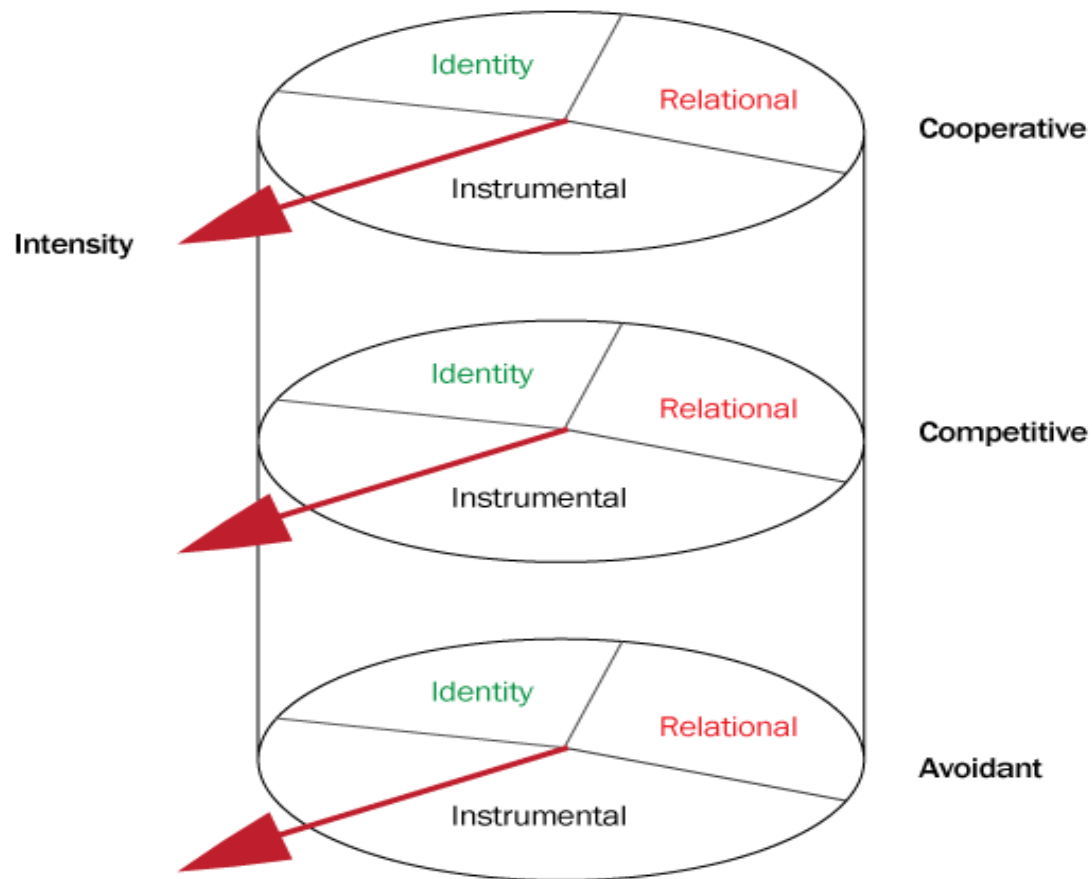 Identity
Relational
Cooperative
Instrumental
Intensity
Identity
Relational
Competitive
Instrumental
Identity
Relational
Avoidant
Instrumental